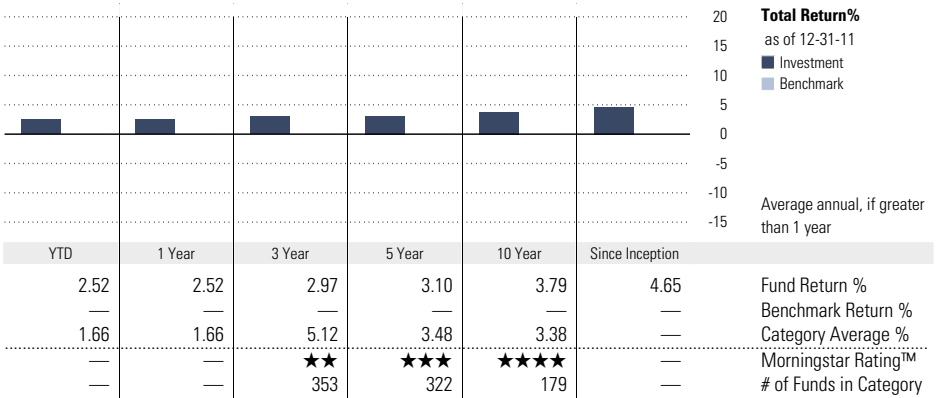 20
15
10
5
0
-5
-10
-15
Total Return%
as of 12-31-11
Investment
Benchmark
Average annual, if greater
than 1 year
YTD 1 Year 3 Year 5 Year 10 Year Since Inception
2.52 2.52 2.97 3.10 3.79 4.65 Fund Return %
— — — — — — Benchmark Return %
1.66 1.66 5.12 3.48 3.38 — Category Average %
— — ★★ ★★★ ★★★★ — Morningstar Rating™
— — 353 322 179 — # of Funds in Category